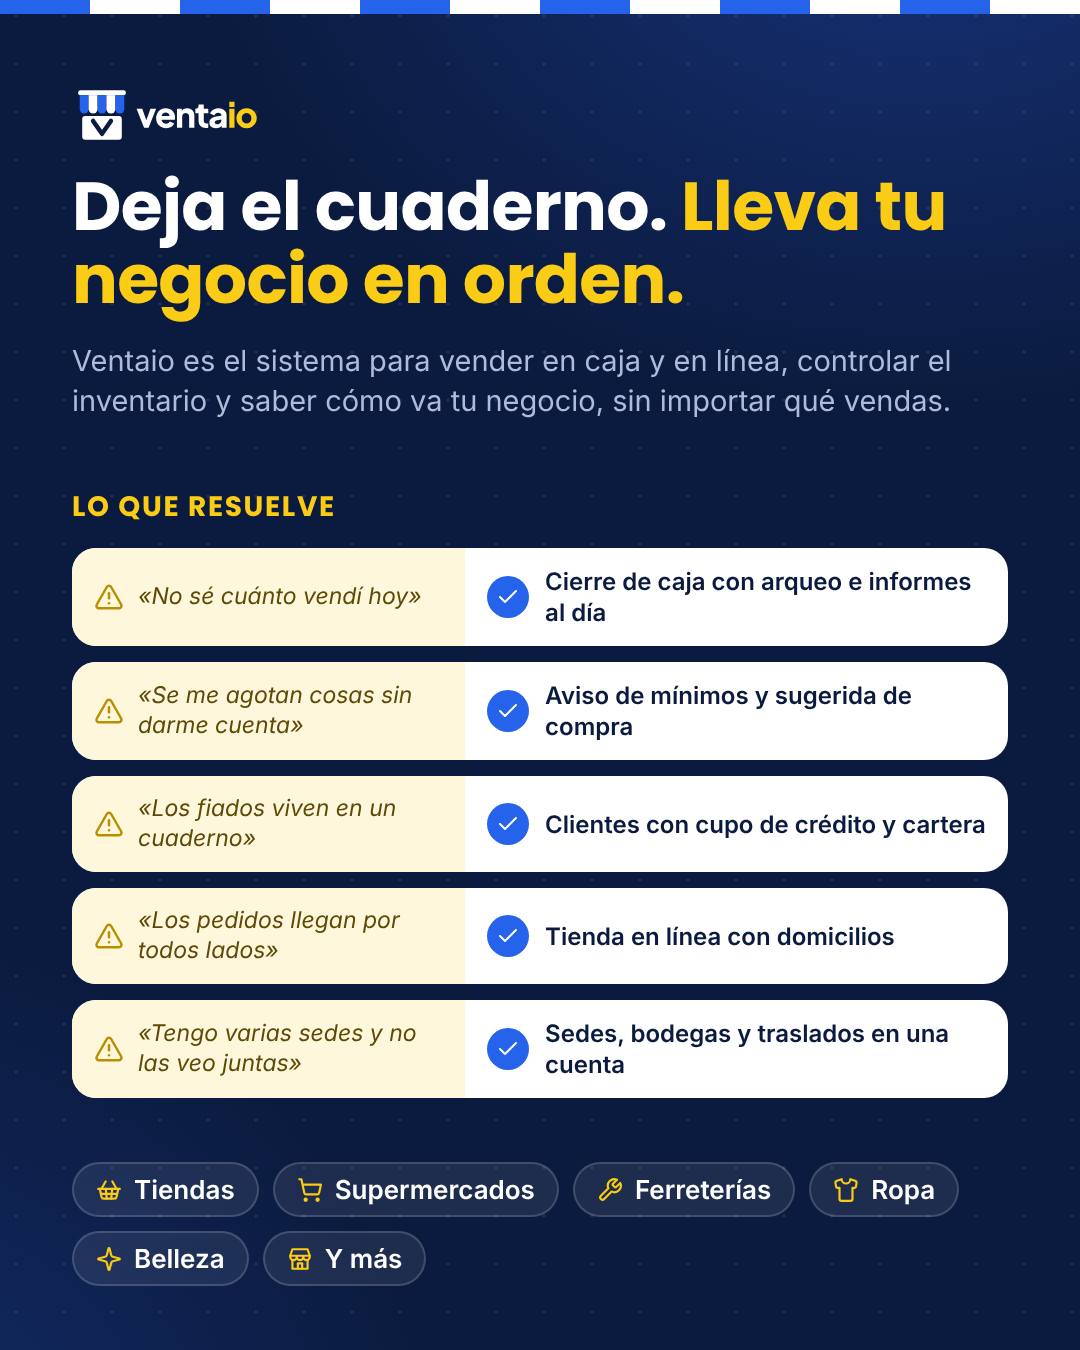 ventaio
Deja el cuaderno. Lleva tu
negocio en orden.
Ventaio es el sistema para vender en caja y en línea, controlar el
inventario y saber cómo va tu negocio, sin importar qué vendas.
LO QUE RESUELVE
«No sé cuánto vendí hoy»
Cierre de caja con arqueo e informes
al día
«Se me agotan cosas sin
darme cuenta»
Aviso de mínimos y sugerida de
compra
«Los fiados viven en un
cuaderno»
Clientes con cupo de crédito y cartera
«Los pedidos llegan por
todos lados»
Tienda en línea con domicilios
«Tengo varias sedes y no
las veo juntas»
Sedes, bodegas y traslados en una
cuenta
Tiendas
Supermercados
Ferreterías
Ropa
Belleza
Y más